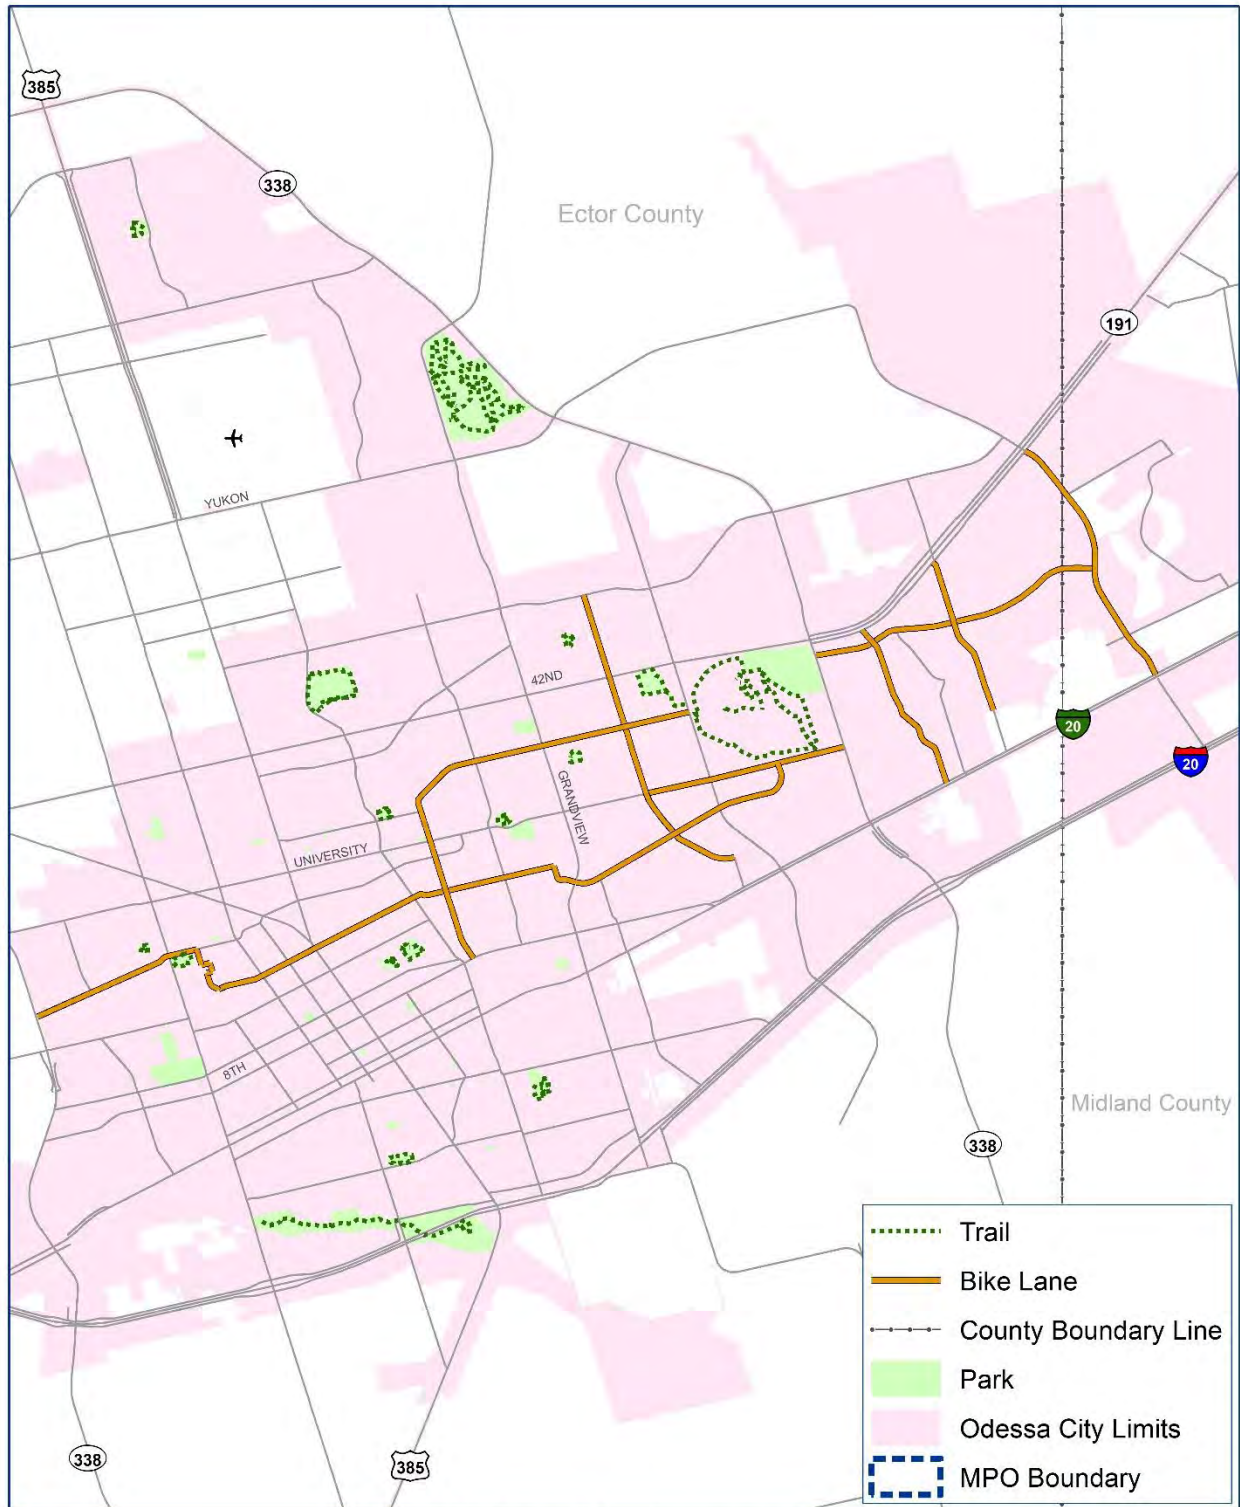 385
338
Ector County
191
YUKON
42ND
GRANDVIEW
20
20
UNIVERSITY
8TH
Midland County
338
338
385
Trail
Bike Lane
County Boundary Line
Park
Odessa City Limits
MPO Boundary